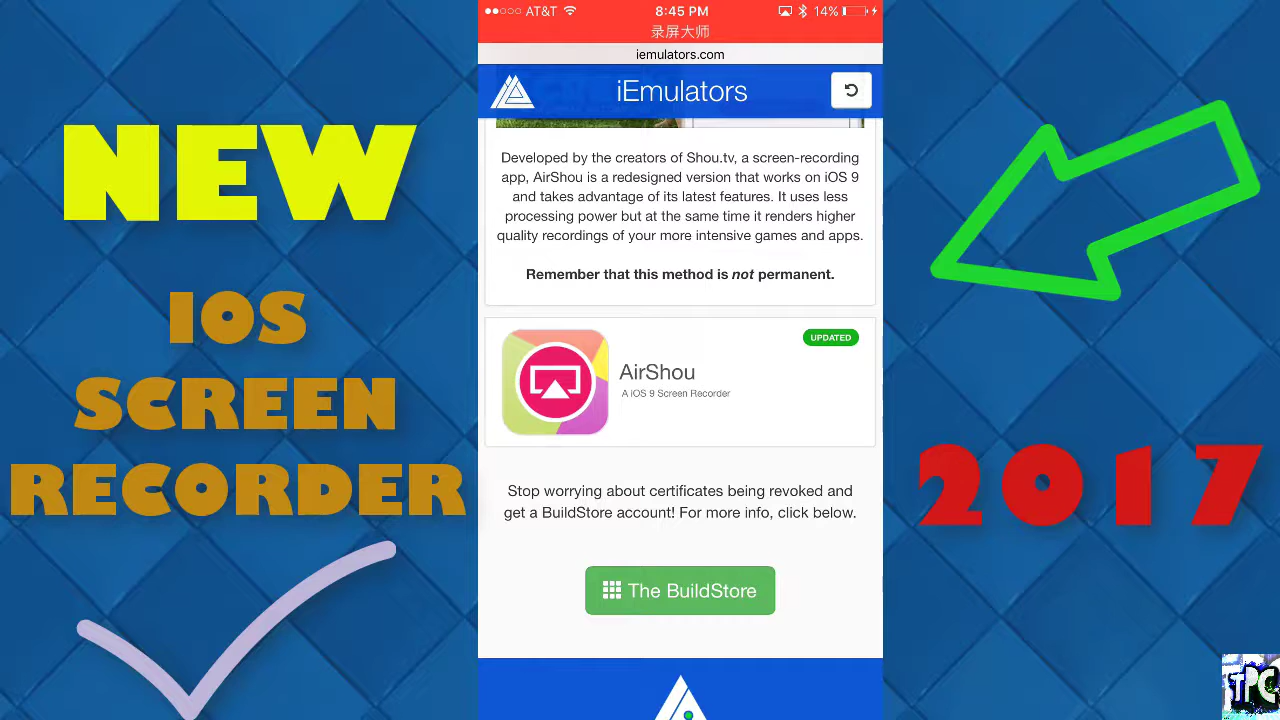 NEW
IOS
SCREEN
RECORDER
AT&T
8:45 PM
14%
录屏大师
iemulators.com
iEmulators
Developed by the creators of Shou.tv, a screen-recording
app, AirShou is a redesigned version that works on iOS 9
and takes advantage of its latest features. It uses less
processing power but at the same time it renders higher
quality recordings of your more intensive games and apps.
Remember that this method is not permanent.
UPDATED
AirShou
A iOS 9 Screen Recorder
Stop worrying about certificates being revoked and
get a BuildStore account! For more info, click below.
The BuildStore
2017
TPC